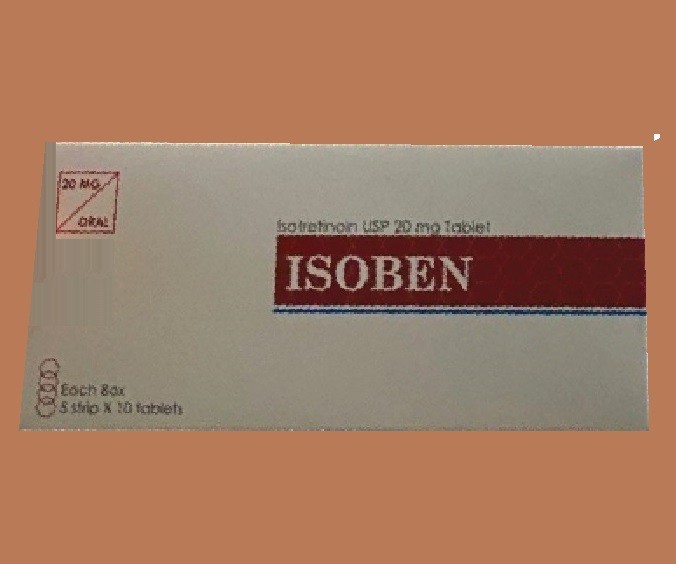 20 MG
ORAL
Isotretinoin USP 20 mg Tablet
ISOBEN
Each Box
5 strip X 10 tablets